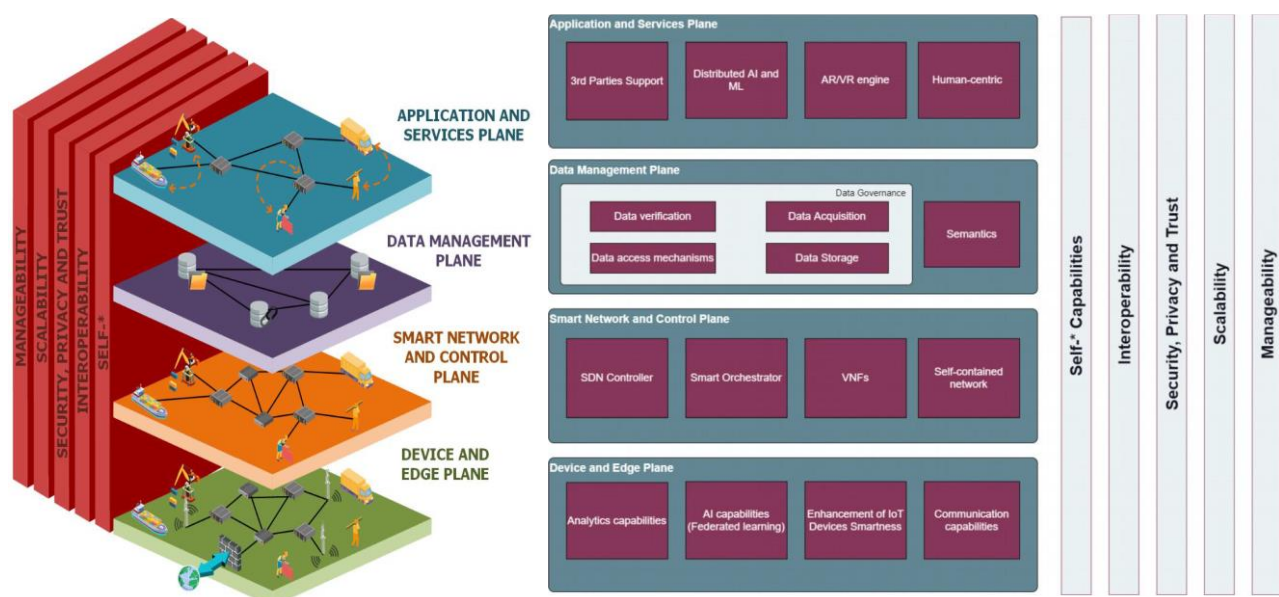 MANAGEABILITY
SCALABILITY
SECURITY, PRIVACY AND TRUST
INTEROPERABILITY
SELF-*
APPLICATION AND
SERVICES PLANE
DATA MANAGEMENT
PLANE
SMART NETWORK
AND CONTROL
PLANE
DEVICE AND
EDGE PLANE
Application and Services Plane
3rd Parties Support
Distributed AI and
ML
AR/VR engine
Human-centric
Data Management Plane
Data Governance
Data verification
Data Acquisition
Data access mechanisms
Data Storage
Semantics
Smart Network and Control Plane
SDN Controller
Smart Orchestrator
VNFs
Self-contained
network
Device and Edge Plane
Analytics capabilities
AI capabilities
(Federated learning)
Enhancement of IoT
Devices Smartness
Communication
capabilities
Self-* Capabilities
Interoperability
Security, Privacy and Trust
Scalability
Manageability